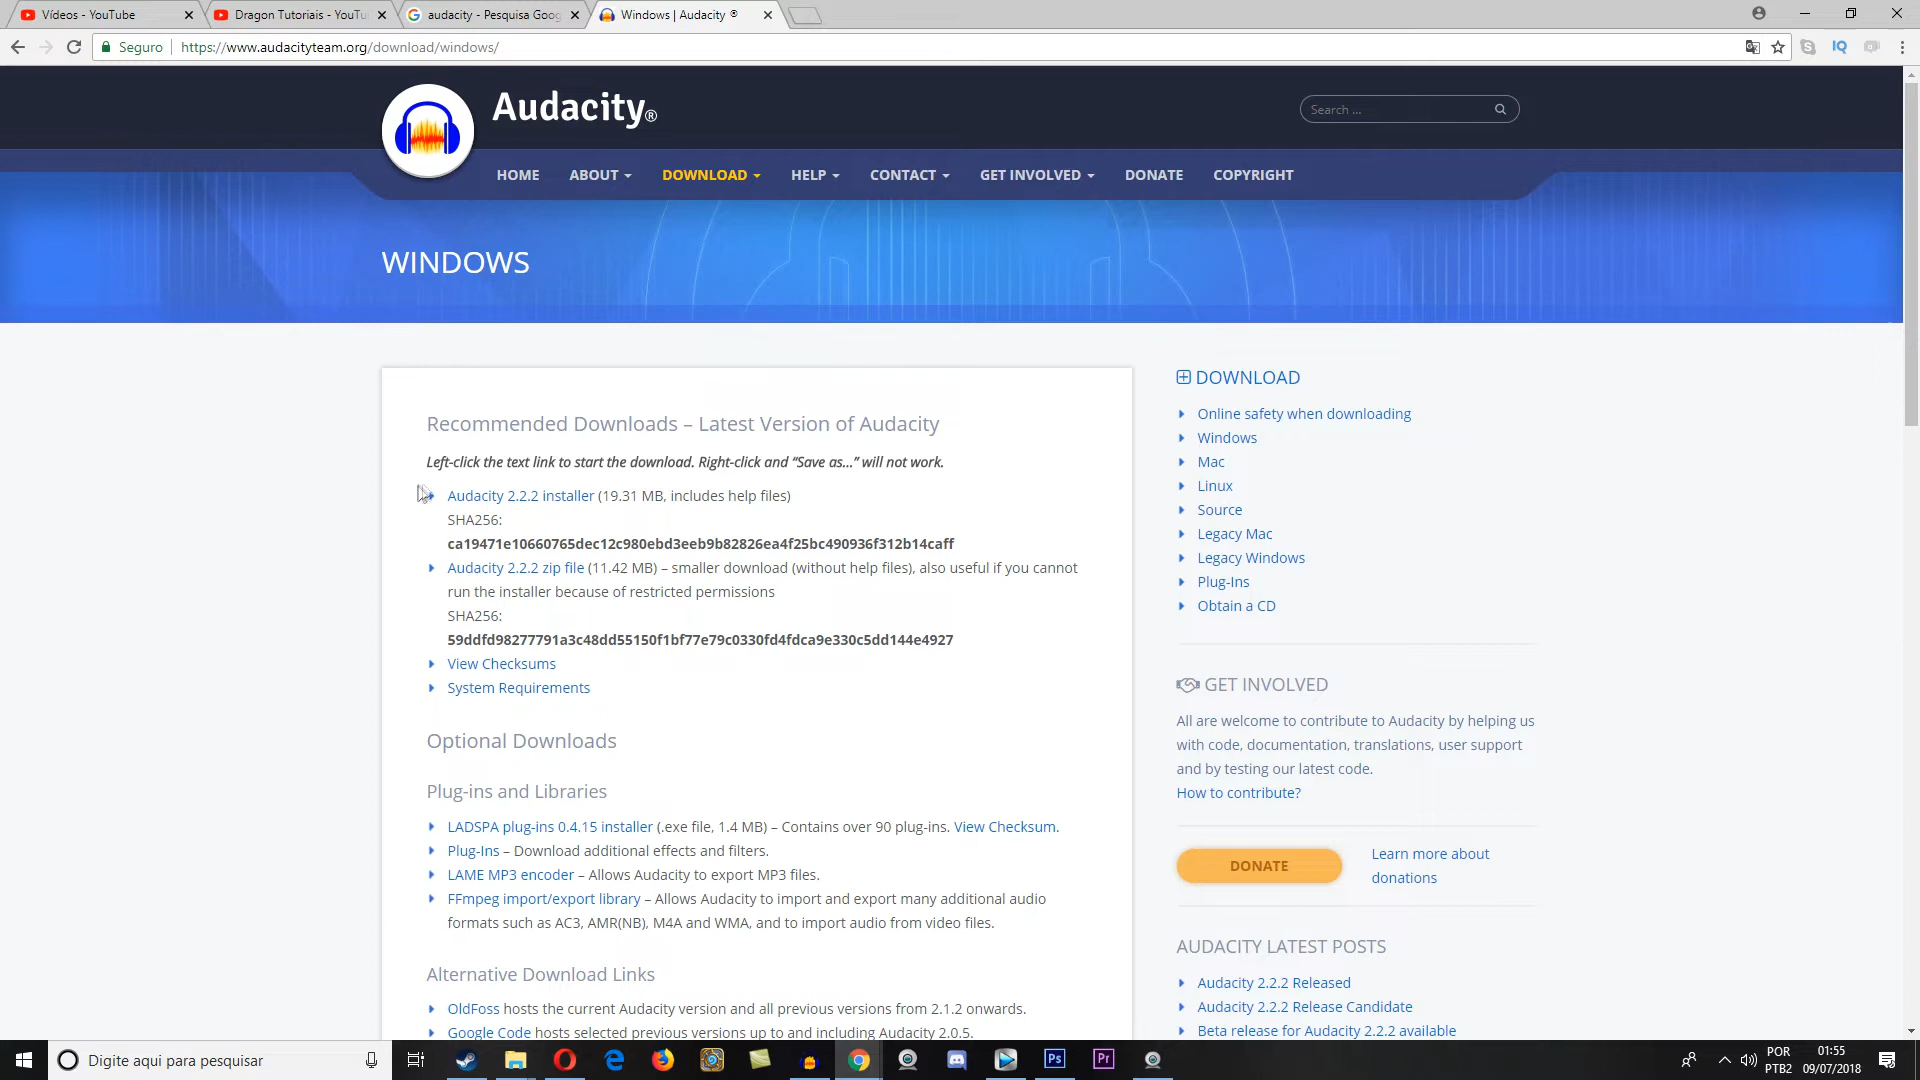 Vídeos - YouTube
Dragon Tutoriais - YouTu
audacity - Pesquisa Goog
Windows | Audacity ®
Seguro
https://www.audacityteam.org/download/windows/
IQ
Audacity®
Search ...
HOME
ABOUT
DOWNLOAD
HELP
CONTACT
GET INVOLVED
DONATE
COPYRIGHT
WINDOWS
Recommended Downloads – Latest Version of Audacity
Left-click the text link to start the download. Right-click and “Save as...” will not work.
Audacity 2.2.2 installer (19.31 MB, includes help files)
SHA256:
ca19471e10660765dec12c980ebd3eeb9b82826ea4f25bc490936f312b14caff
Audacity 2.2.2 zip file (11.42 MB) – smaller download (without help files), also useful if you cannot
run the installer because of restricted permissions
SHA256:
59ddfd98277791a3c48dd55150f1bf77e79c0330fd4fdca9e330c5dd144e4927
View Checksums
System Requirements
Optional Downloads
Plug-ins and Libraries
LADSPA plug-ins 0.4.15 installer (.exe file, 1.4 MB) – Contains over 90 plug-ins. View Checksum.
Plug-Ins – Download additional effects and filters.
LAME MP3 encoder – Allows Audacity to export MP3 files.
FFmpeg import/export library – Allows Audacity to import and export many additional audio
formats such as AC3, AMR(NB), M4A and WMA, and to import audio from video files.
Alternative Download Links
OldFoss hosts the current Audacity version and all previous versions from 2.1.2 onwards.
Google Code hosts selected previous versions up to and including Audacity 2.0.5.
DOWNLOAD
Online safety when downloading
Windows
Mac
Linux
Source
Legacy Mac
Legacy Windows
Plug-Ins
Obtain a CD
GET INVOLVED
All are welcome to contribute to Audacity by helping us
with code, documentation, translations, user support
and by testing our latest code.
How to contribute?
DONATE
Learn more about
donations
AUDACITY LATEST POSTS
Audacity 2.2.2 Released
Audacity 2.2.2 Release Candidate
Beta release for Audacity 2.2.2 available
Digite aqui para pesquisar
Ps
Pr
POR
PTB2
01:55
09/07/2018